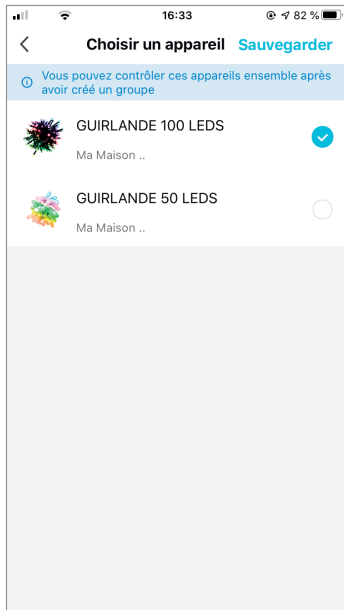 16:33
82 %
Choisir un appareil
Sauvegarder
Vous pouvez contrôler ces appareils ensemble après
avoir créé un groupe
GUIRLANDE 100 LEDS
Ma Maison ..
GUIRLANDE 50 LEDS
Ma Maison ..